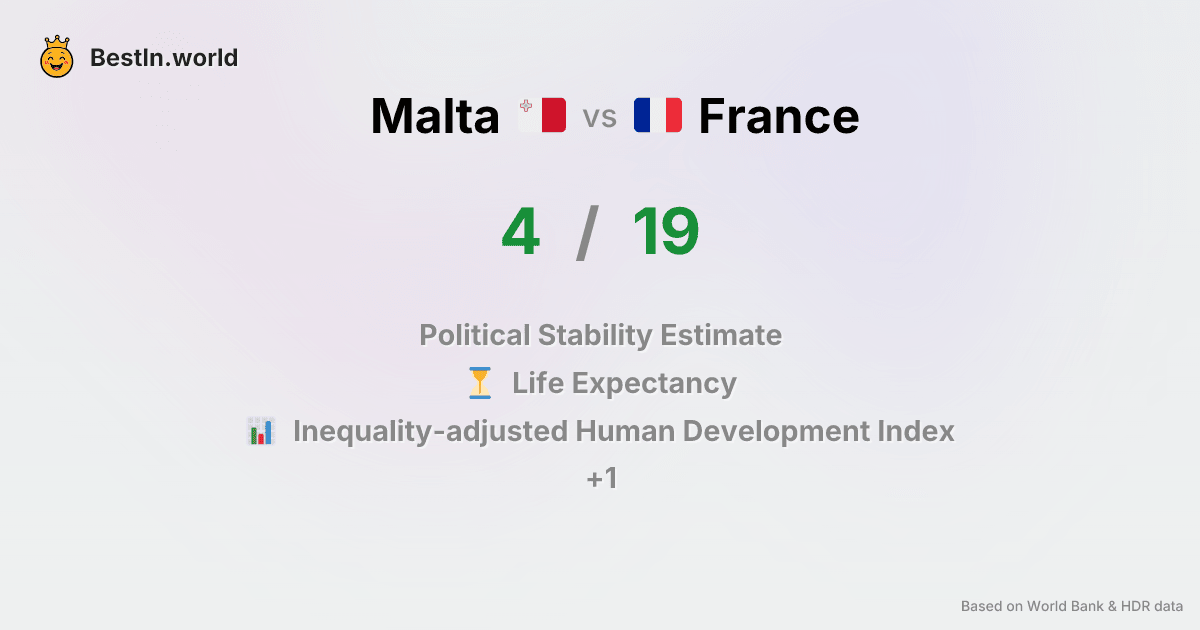 BestIn.world
Malta vs France
4 / 19
Political Stability Estimate
Life Expectancy
Inequality-adjusted Human Development Index
+1
Based on World Bank & HDR data